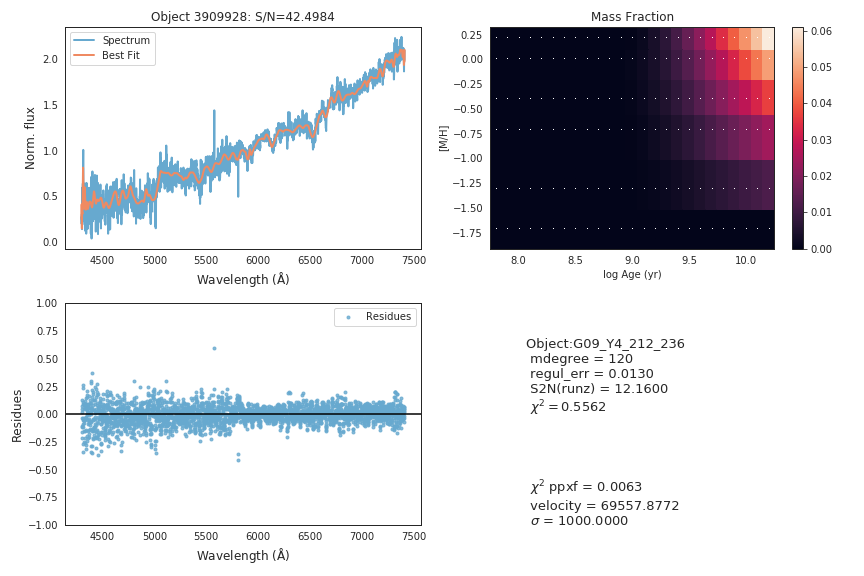 Object 3909928: S/N=42.4984
Spectrum
Best Fit
Norm. flux
2.0
1.5
1.0
0.5
0.0
4500 5000 5500 6000 6500 7000 7500
Wavelength (Å)
Mass Fraction
[M/H]
0.25
0.00
−0.25
−0.50
−0.75
−1.00
−1.25
−1.50
−1.75
8.0 8.5 9.0 9.5 10.0
log Age (yr)
0.06
0.05
0.04
0.03
0.02
0.01
0.00
Residues
Residues
1.00
0.75
0.50
0.25
0.00
−0.25
−0.50
−0.75
−1.00
4500 5000 5500 6000 6500 7000 7500
Wavelength (Å)
Object:G09_Y4_212_236
mdegree = 120
regul_err = 0.0130
S2N(runz) = 12.1600
χ² = 0.5562
χ² ppxf = 0.0063
velocity = 69557.8772
σ = 1000.0000